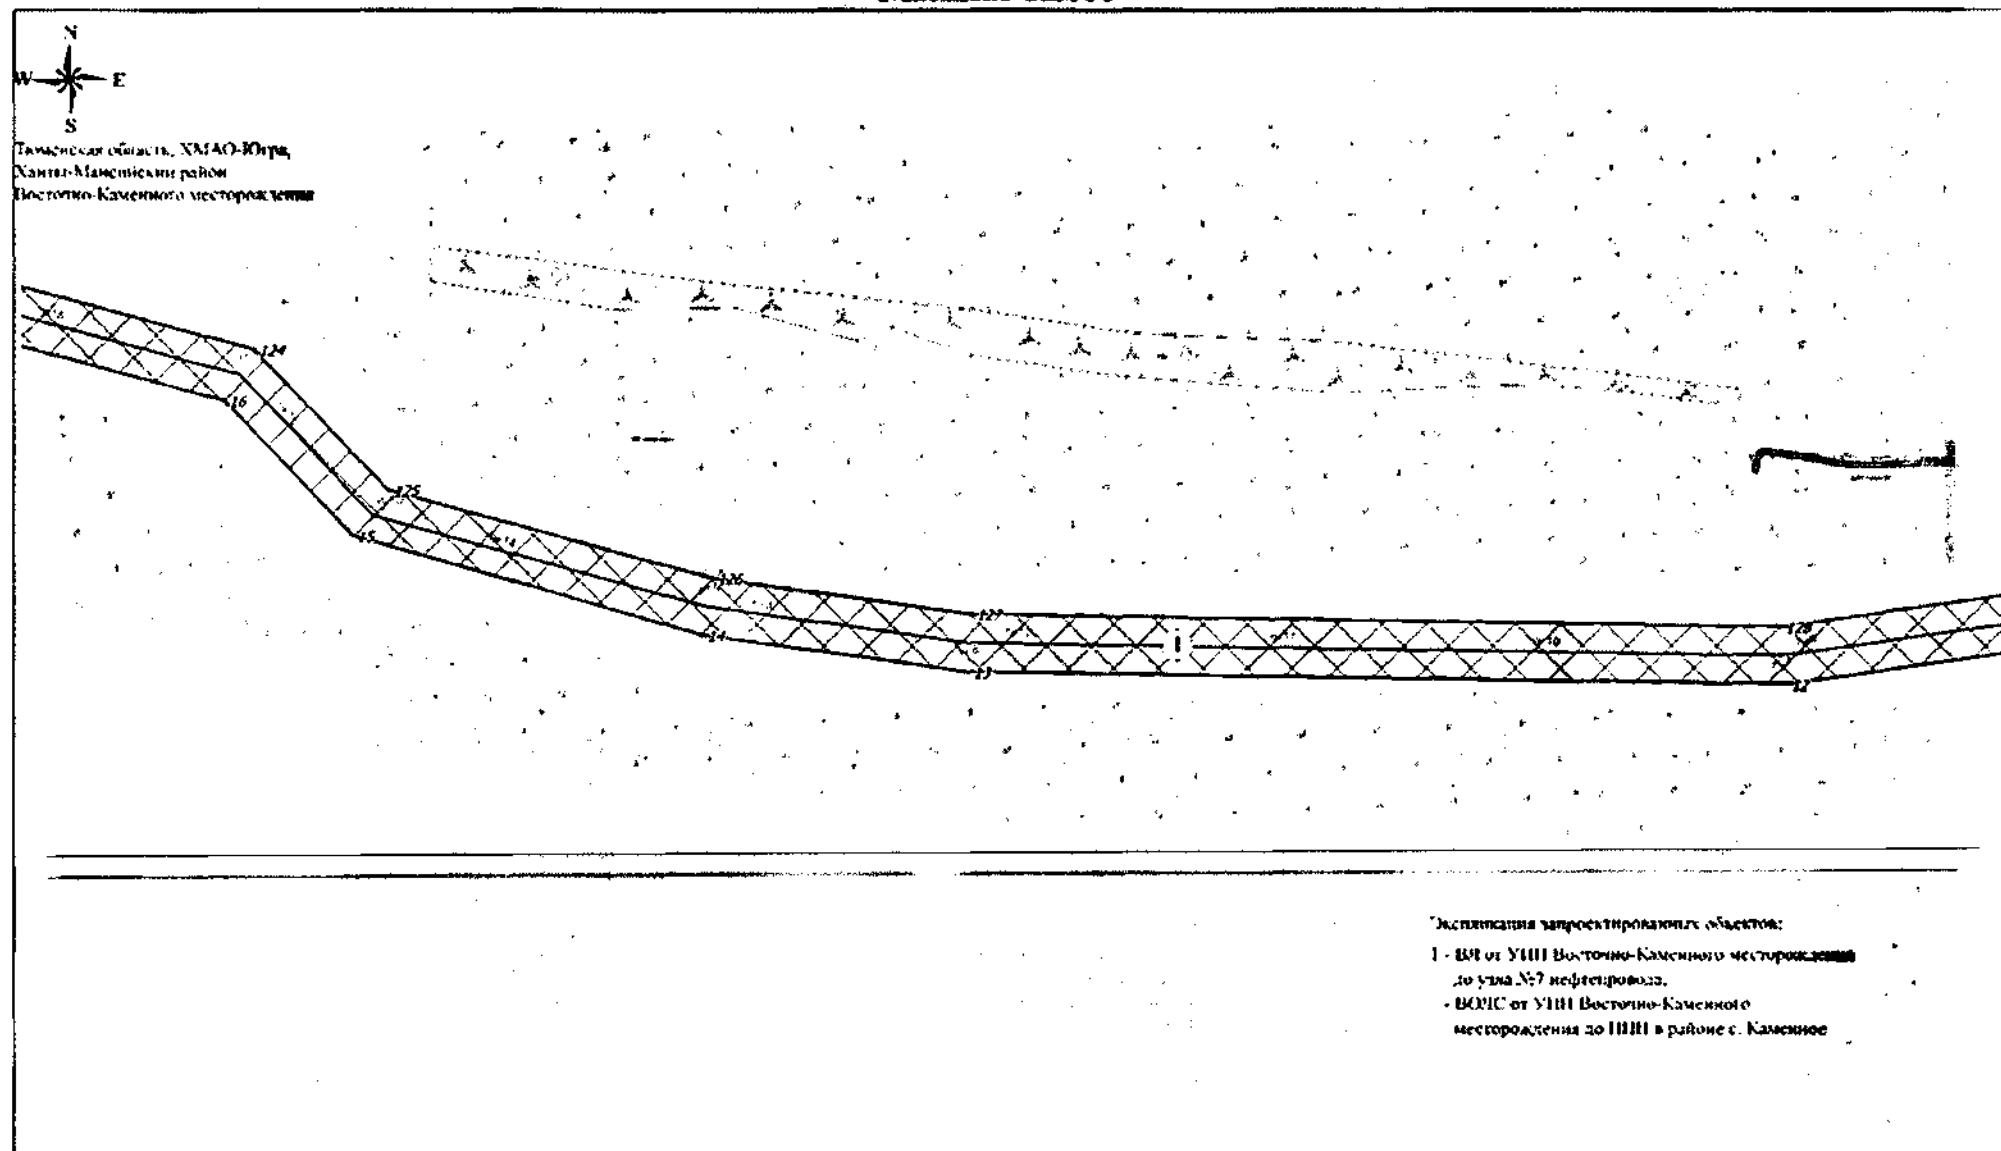 N
W E
S
Тюменская область, ХМАО-Югра,
Ханты-Мансийский район
Восточно-Каменного месторождения
124
16
125
15
126
14
127
13
1
10
128
12
Экспликация запроектированных объектов:
1 - ВЛ от УПН Восточно-Каменного месторождения
до узла №7 нефтепровода,
- ВОЛС от УПН Восточно-Каменного
месторождения до ППН в районе с. Каменное